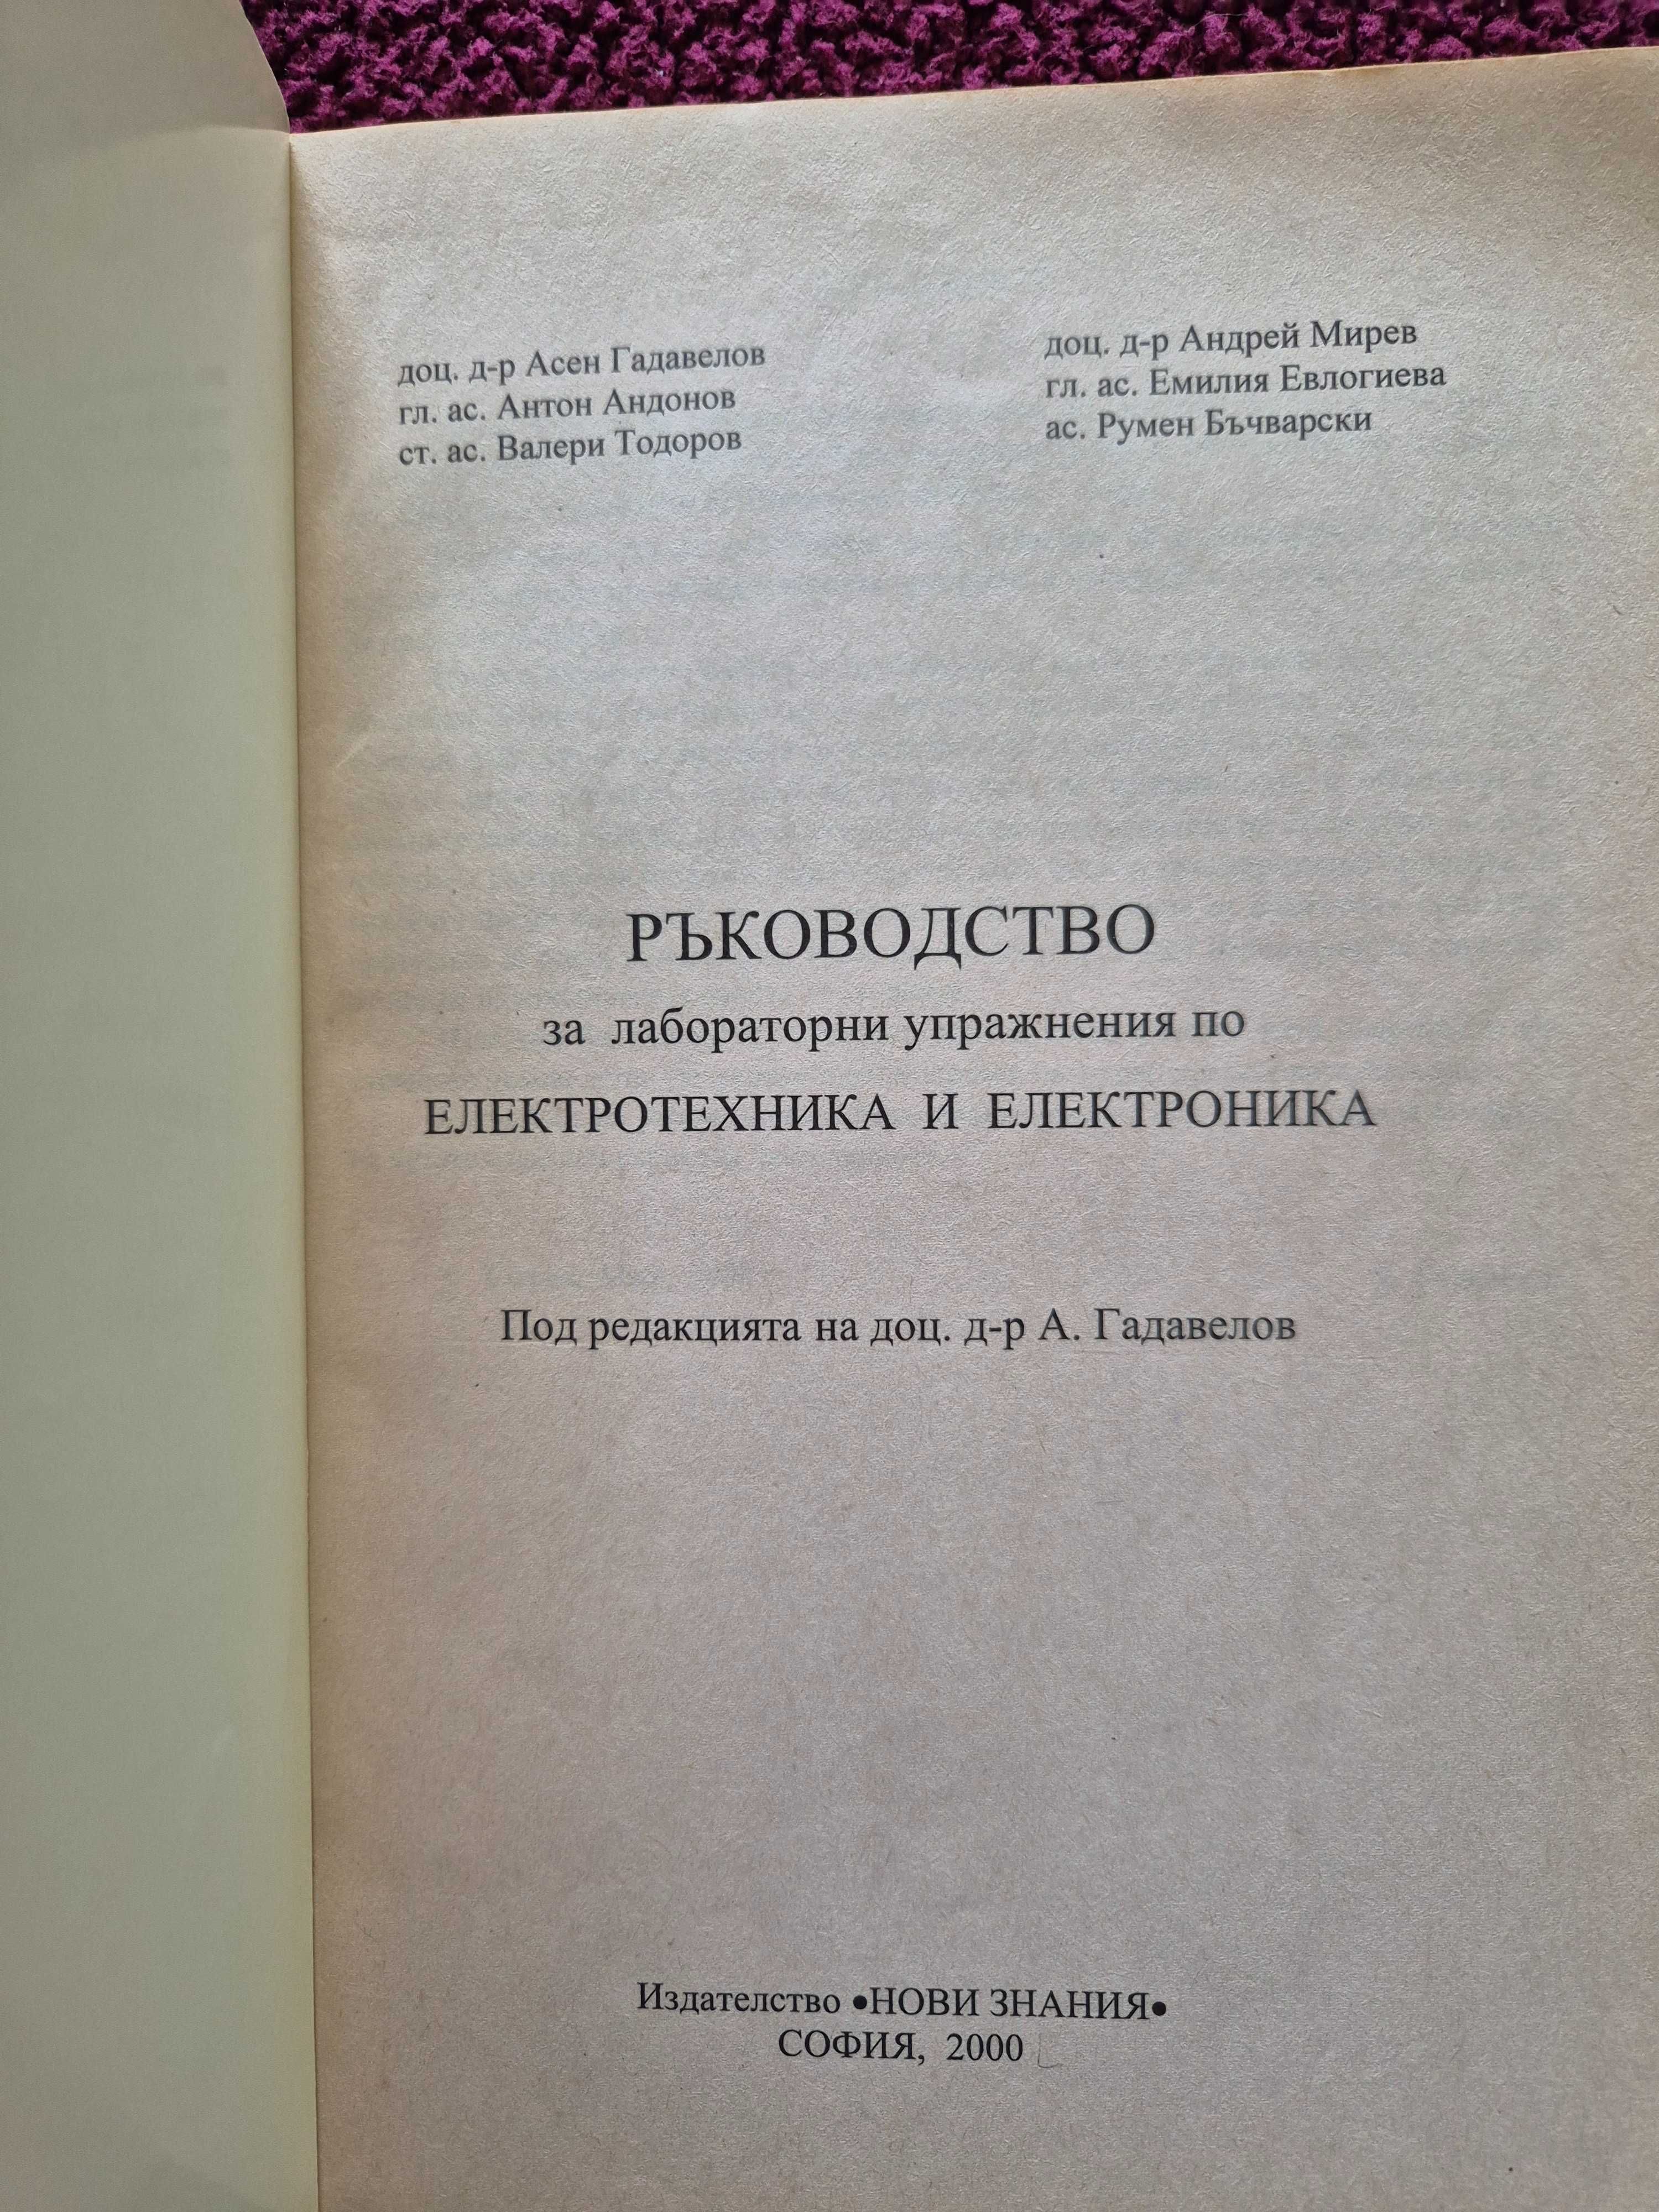 доц. д-р Асен Гадавелов
гл. ас. Антон Андонов
ст. ас. Валери Тодоров
доц. д-р Андрей Мирев
гл. ас. Емилия Евлогиева
ас. Румен Бъчварски
РЪКОВОДСТВО
за лабораторни упражнения по
ЕЛЕКТРОТЕХНИКА И ЕЛЕКТРОНИКА
Под редакцията на доц. д-р А. Гадавелов
Издателство •НОВИ ЗНАНИЯ•
СОФИЯ, 2000